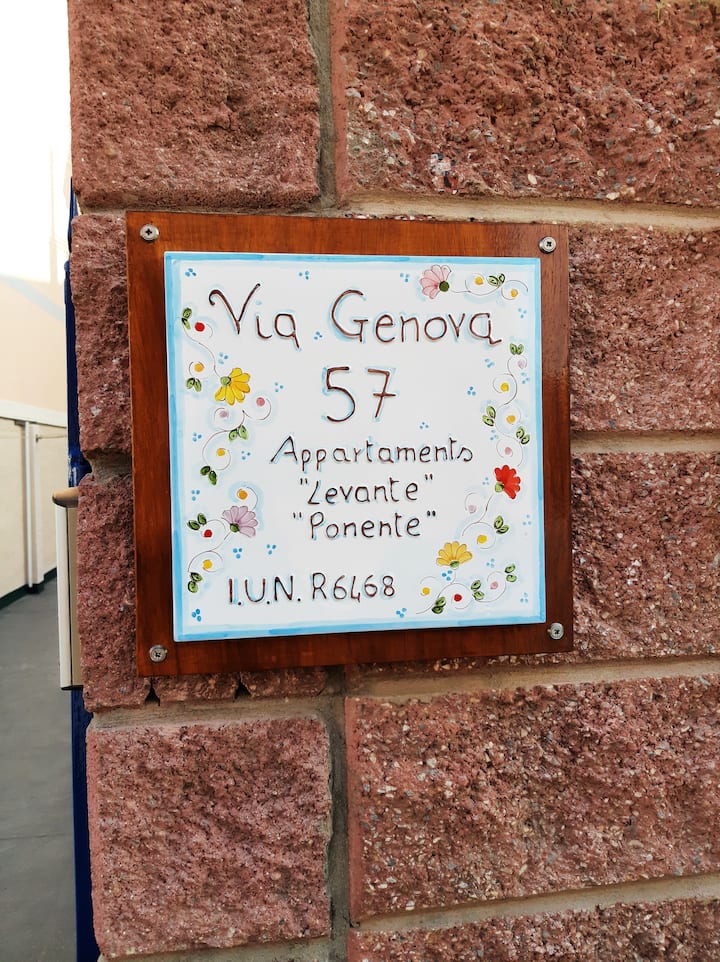 Via Genova
57
Appartaments
"Levante"
"Ponente"
I.U.N. R6468